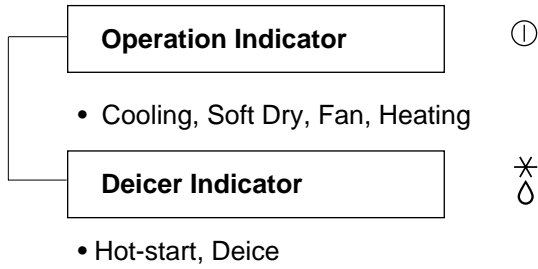 Operation Indicator
• Cooling, Soft Dry, Fan, Heating
Deicer Indicator
• Hot-start, Deice